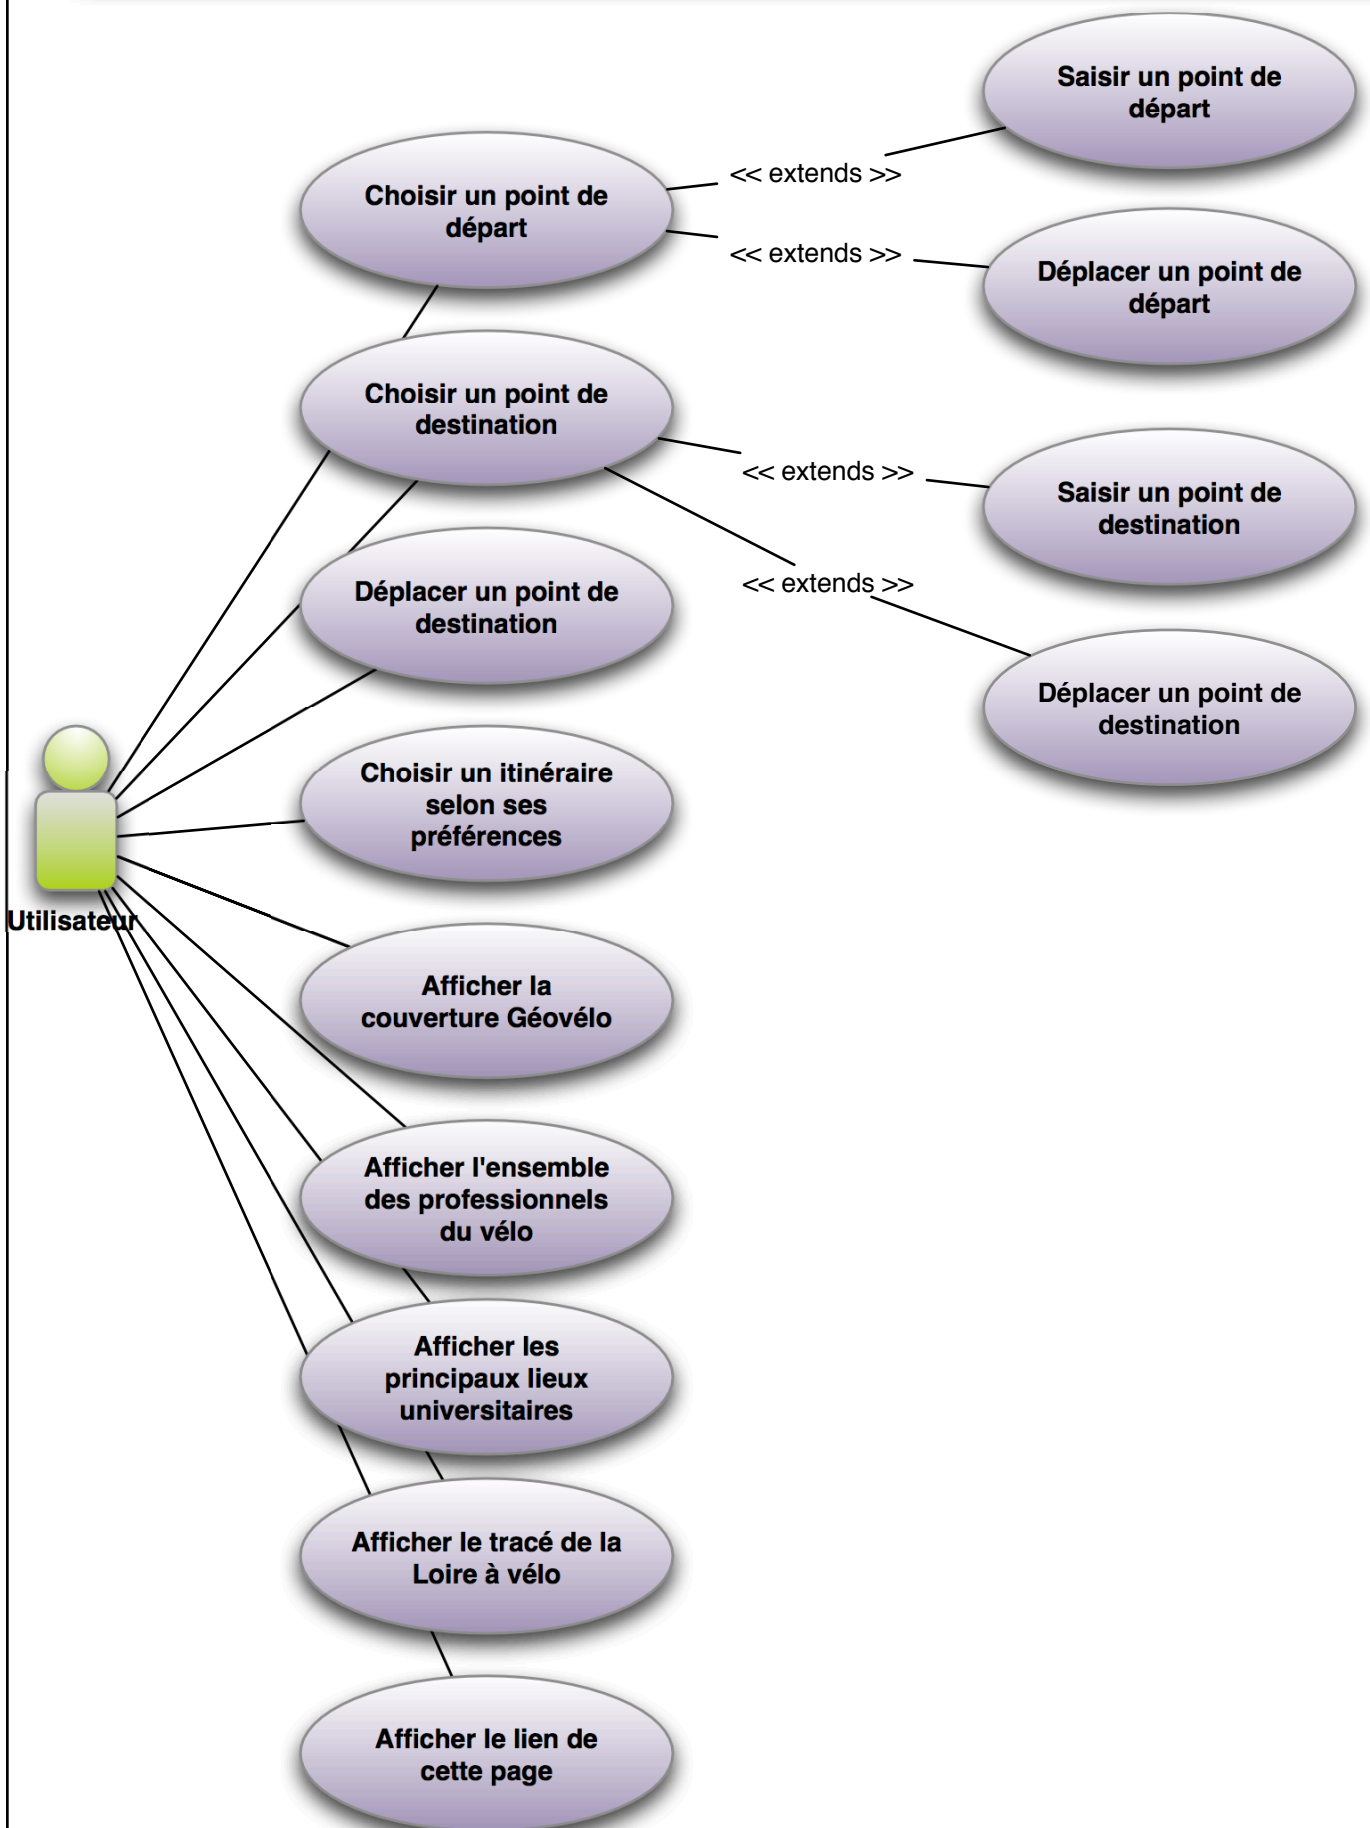 Saisir un point de
départ
Choisir un point de
départ
<< extends >>
<< extends >>
Déplacer un point de
départ
Choisir un point de
destination
<< extends >>
Saisir un point de
destination
<< extends >>
Déplacer un point de
destination
Déplacer un point de
destination
Choisir un itinéraire
selon ses
préférences
Utilisateur
Afficher la
couverture Géovélo
Afficher l'ensemble
des professionnels
du vélo
Afficher les
principaux lieux
universitaires
Afficher le tracé de la
Loire à vélo
Afficher le lien de
cette page